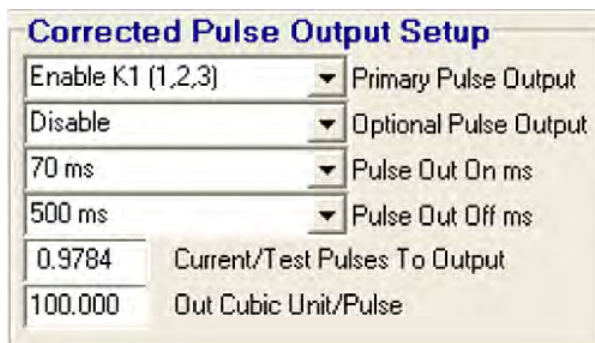 Corrected Pulse Output Setup
Enable K1 (1,2,3) Primary Pulse Output
Disable Optional Pulse Output
70 ms Pulse Out On ms
500 ms Pulse Out Off ms
0.9784 Current/Test Pulses To Output
100.000 Out Cubic Unit/Pulse